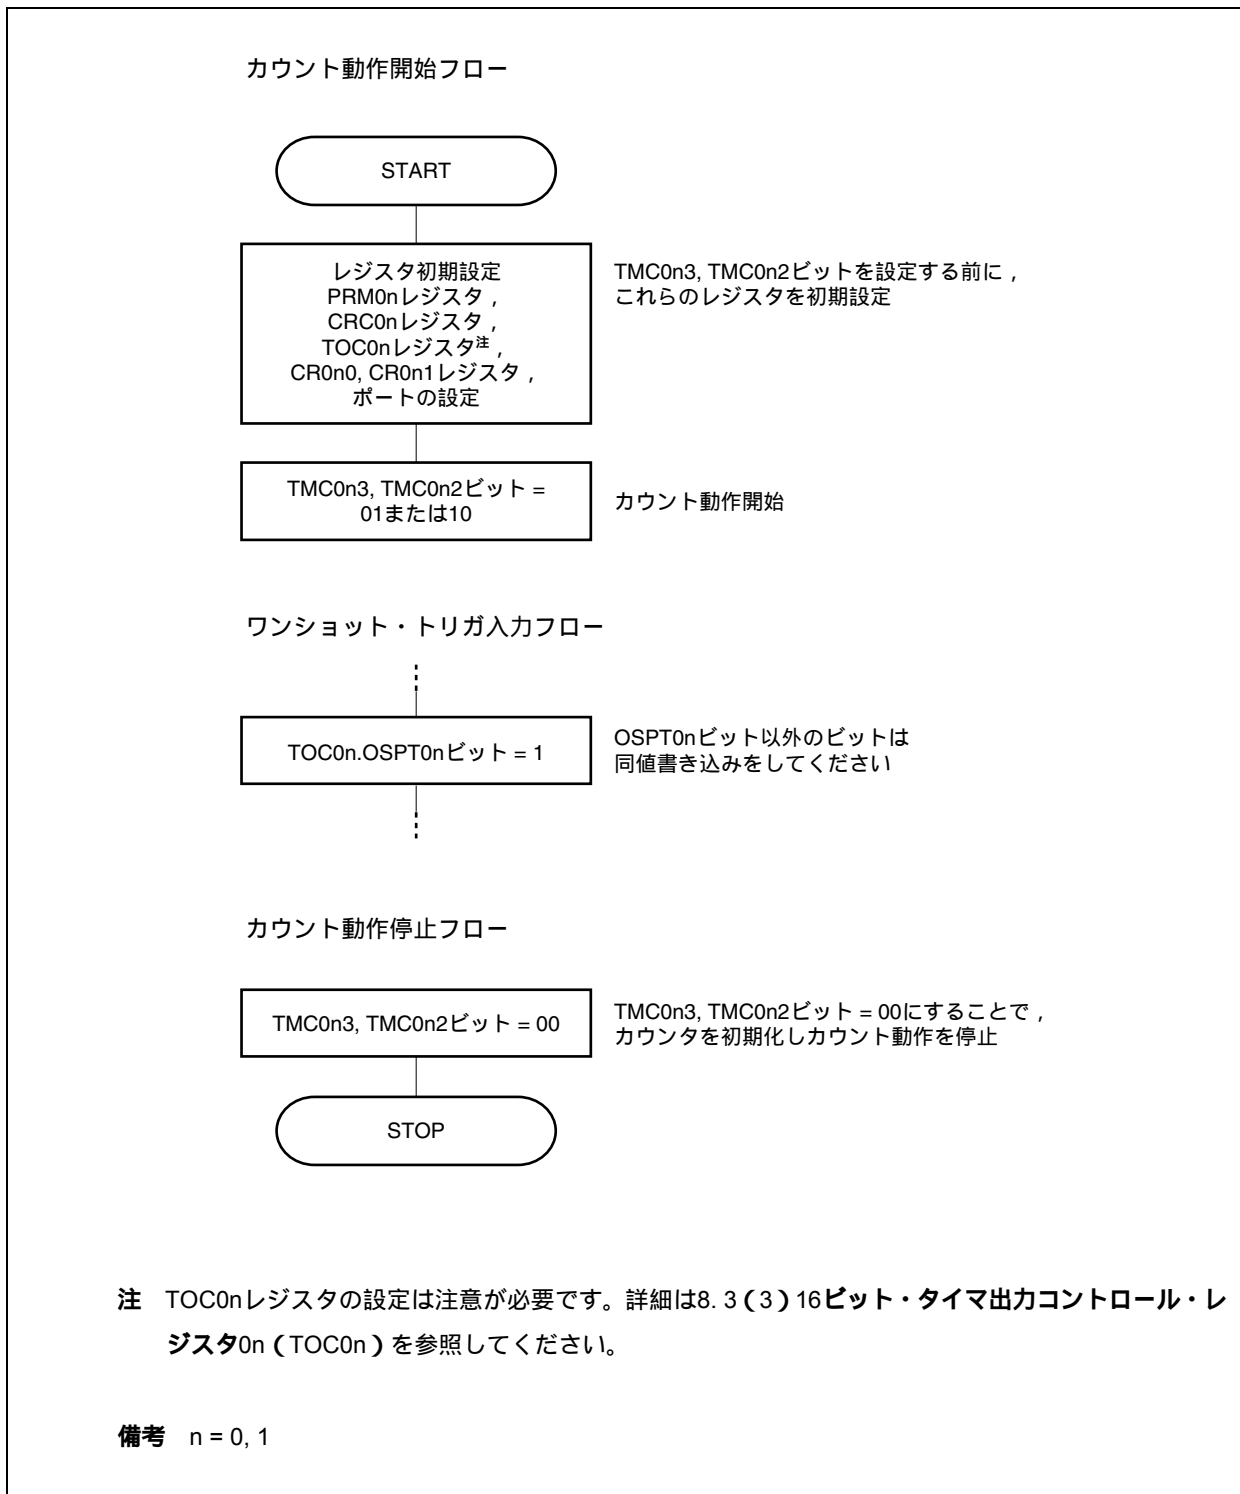 カウント動作開始フロー
START
レジスタ初期設定
PRM0nレジスタ，
CRC0nレジスタ，
TOC0nレジスタ注，
CR0n0, CR0n1レジスタ，
ポートの設定
TMC0n3, TMC0n2ビットを設定する前に，
これらのレジスタを初期設定
TMC0n3, TMC0n2ビット =
01または10
カウント動作開始
ワンショット・トリガ入力フロー
TOC0n.OSPT0nビット = 1
OSPT0nビット以外のビットは
同値書き込みをしてください
カウント動作停止フロー
TMC0n3, TMC0n2ビット = 00
TMC0n3, TMC0n2ビット = 00にすることで，
カウンタを初期化しカウント動作を停止
STOP
注　TOC0nレジスタの設定は注意が必要です。詳細は8. 3（3）16ビット・タイマ出力コントロール・レ
ジスタ0n（TOC0n）を参照してください。
備考　n = 0, 1